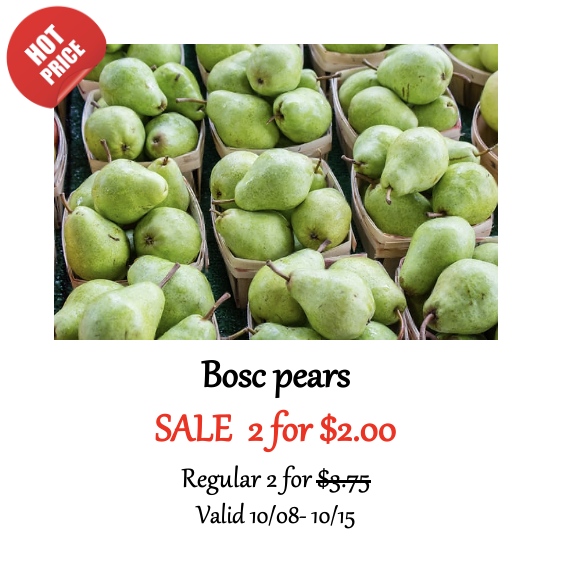 HOT
PRICE
Bosc pears
SALE 2 for $2.00
Regular 2 for $3.75
Valid 10/08- 10/15